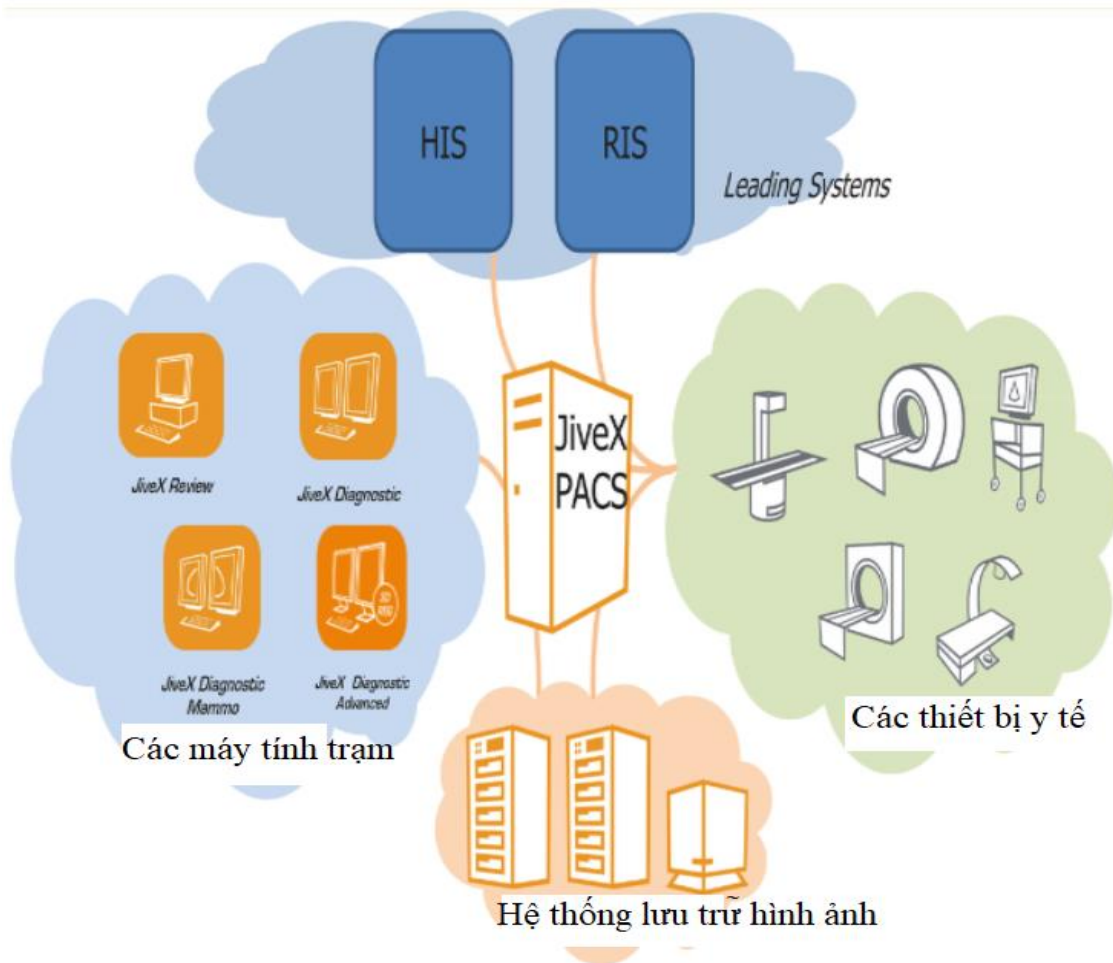 HIS
RIS
Leading Systems
JiveX
PACS
JiveX Review
JiveX Diagnostic
JiveX Diagnostic
Mammo
JiveX Diagnostic
Advanced
Các máy tính trạm
Các thiết bị y tế
Hệ thống lưu trữ hình ảnh